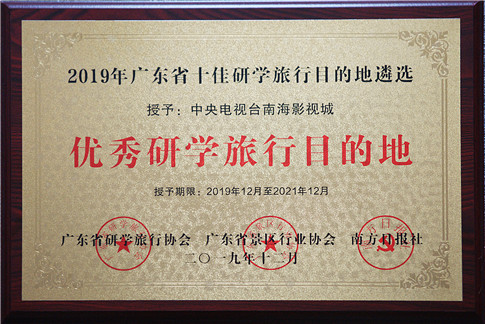 2019年广东省十佳研学旅行目的地遴选
授予：中央电视台南海影视城
优秀研学旅行目的地
授予期限：2019年12月至2021年12月
广东省研学旅行协会 广东省景区行业协会 南方日报社
二〇一九年十二月